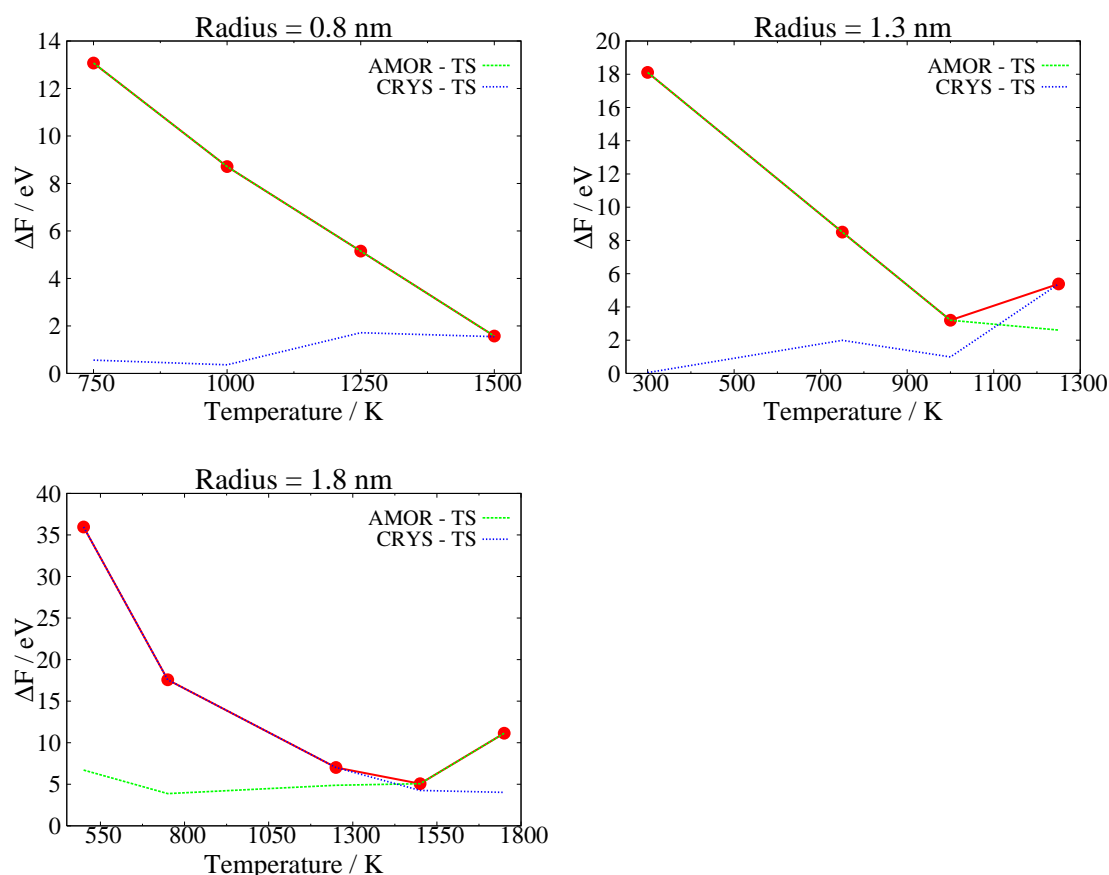 Radius = 0.8 nm
14
12
10
8
6
4
2
0
ΔF / eV
AMOR - TS
CRYS - TS
750 1000 1250 1500
Temperature / K
Radius = 1.3 nm
20
18
16
14
12
10
8
6
4
2
0
ΔF / eV
AMOR - TS
CRYS - TS
300 500 700 900 1100 1300
Temperature / K
Radius = 1.8 nm
40
35
30
25
20
15
10
5
0
ΔF / eV
AMOR - TS
CRYS - TS
550 800 1050 1300 1550 1800
Temperature / K